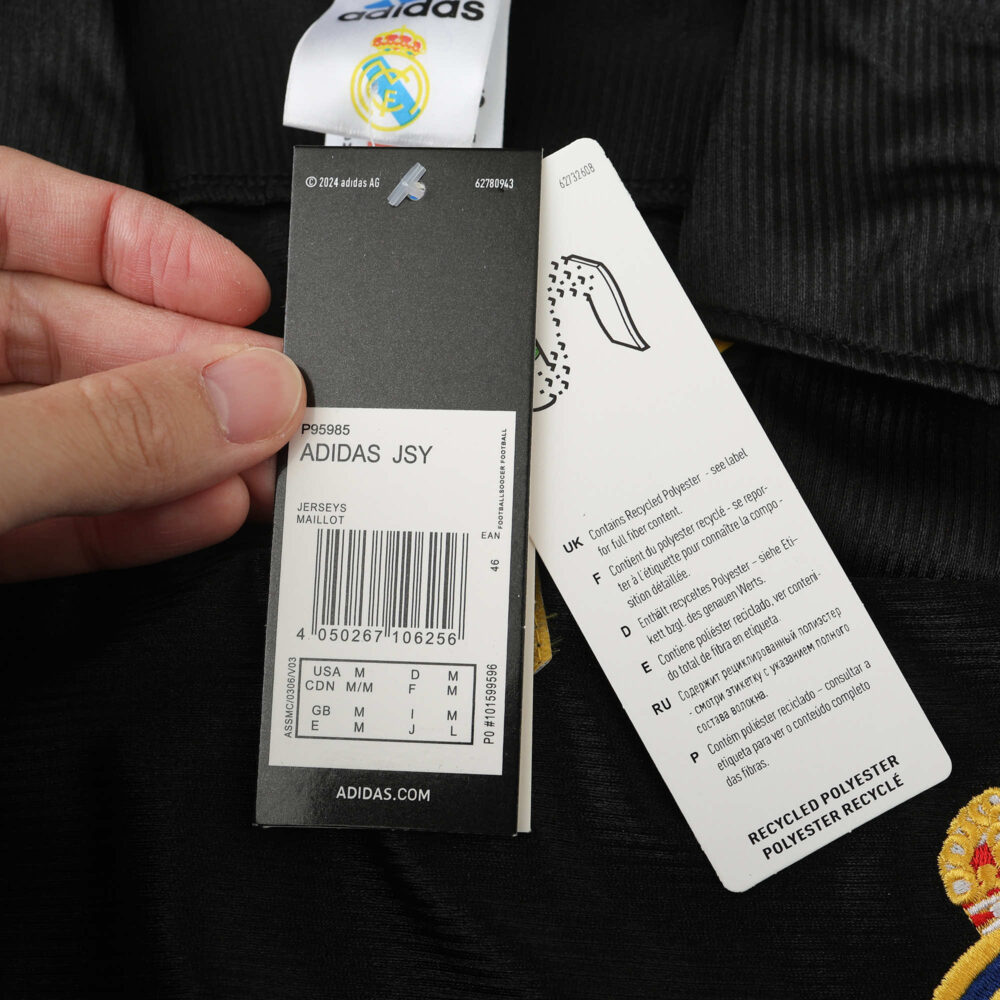 adidas
© 2024 adidas AG
62780943
P95985
ADIDAS JSY
JERSEYS
MAILLOT
FOOTBALLSOCCER FOOTBALL
EAN
46
4 050267 106256
ASSMC/0306/V03
USA M D M
CDN M/M F M
GB M I M
E M J L
PO #101599596
ADIDAS.COM
62732608
UK Contains Recycled Polyester - see label
for full fiber content.
F Contient du polyester recyclé - se repor-
ter à l'étiquette pour connaître la compo-
sition détaillée.
D Enthält recyceltes Polyester – siehe Eti-
kett bzgl. des genauen Werts.
E Contiene poliéster reciclado, ver conteni-
do total de fibra en etiqueta.
RU Содержит рециклированный полиэстер
- смотри этикетку с указанием полного
состава волокна.
P Contém poliéster reciclado – consultar a
etiqueta para ver o conteúdo completo
das fibras.
RECYCLED POLYESTER
POLYESTER RECYCLÉ